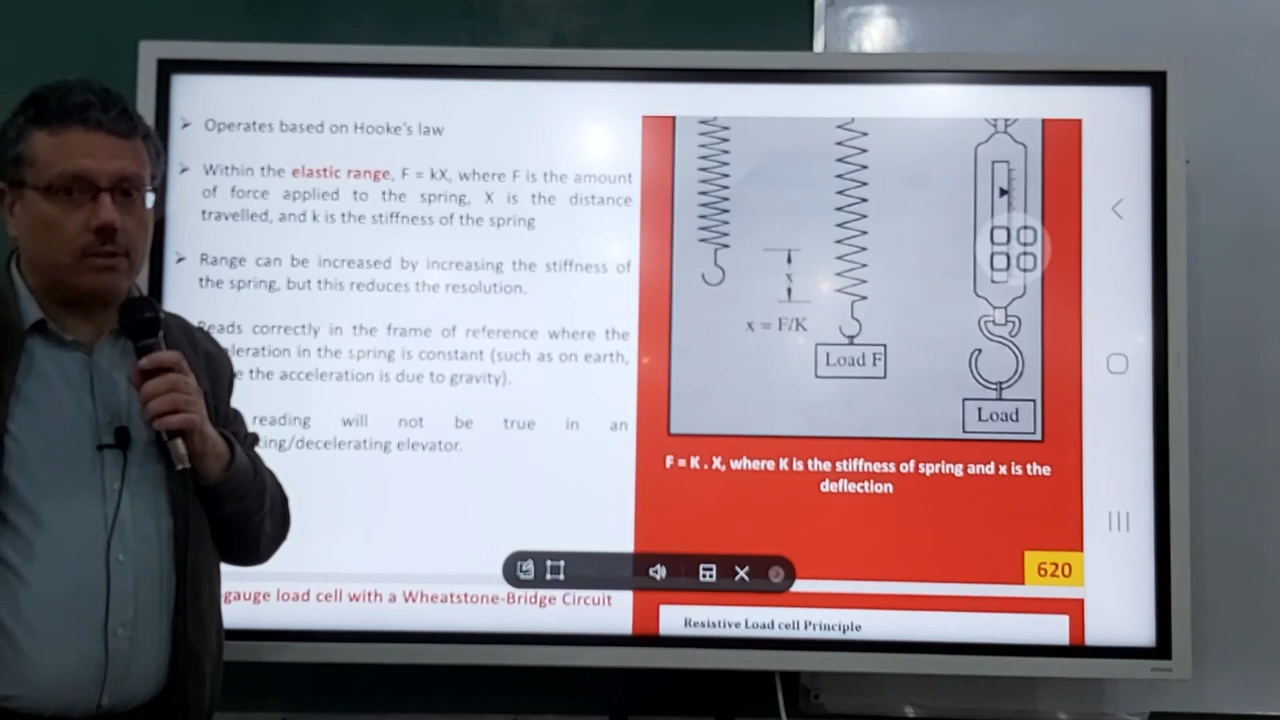 Operates based on Hooke's law
Within the elastic range, F = kX, where F is the amount
of force applied to the spring, X is the distance
travelled, and k is the stiffness of the spring
Range can be increased by increasing the stiffness of
the spring, but this reduces the resolution.
Reads correctly in the frame of reference where the
leration in the spring is constant (such as on earth,
e the acceleration is due to gravity).
reading will not be true in an
ing/decelerating elevator.
gauge load cell with a Wheatstone-Bridge Circuit
x
x = F/K
Load F
Load
F = K . X, where K is the stiffness of spring and x is the
deflection
620
Resistive Load cell Principle